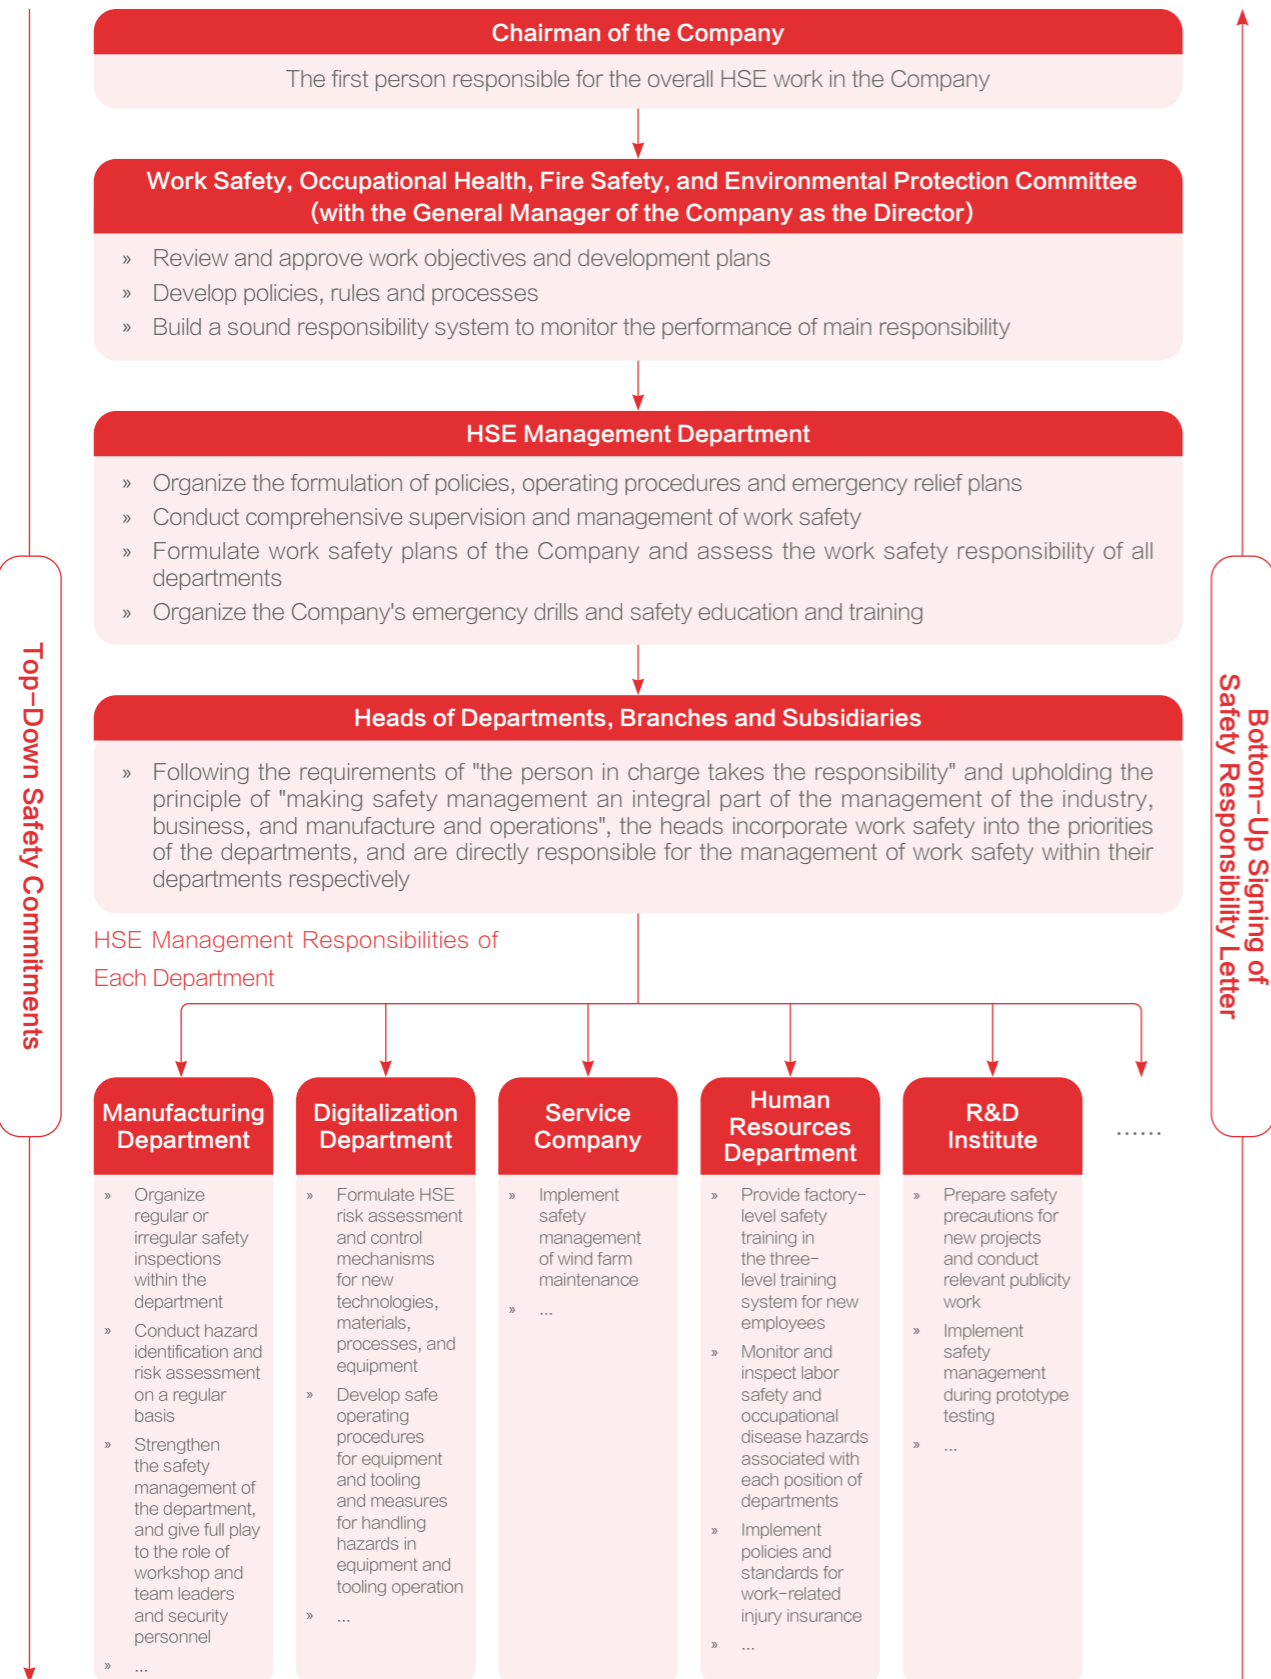 Chairman of the Company
The first person responsible for the overall HSE work in the Company
Work Safety, Occupational Health, Fire Safety, and Environmental Protection Committee
(with the General Manager of the Company as the Director)
» Review and approve work objectives and development plans
» Develop policies, rules and processes
» Build a sound responsibility system to monitor the performance of main responsibility
HSE Management Department
» Organize the formulation of policies, operating procedures and emergency relief plans
» Conduct comprehensive supervision and management of work safety
» Formulate work safety plans of the Company and assess the work safety responsibility of all
departments
» Organize the Company's emergency drills and safety education and training
Heads of Departments, Branches and Subsidiaries
» Following the requirements of "the person in charge takes the responsibility" and upholding the
principle of "making safety management an integral part of the management of the industry,
business, and manufacture and operations", the heads incorporate work safety into the priorities
of the departments, and are directly responsible for the management of work safety within their
departments respectively
Top-Down Safety Commitments
Bottom-Up Signing of
Safety Responsibility Letter
HSE Management Responsibilities of
Each Department
Manufacturing
Department
» Organize
regular or
irregular safety
inspections
within the
department
» Conduct hazard
identification and
risk assessment
on a regular
basis
» Strengthen
the safety
management of
the department,
and give full play
to the role of
workshop and
team leaders
and security
personnel
» ...
Digitalization
Department
» Formulate HSE
risk assessment
and control
mechanisms
for new
technologies,
materials,
processes, and
equipment
» Develop safe
operating
procedures
for equipment
and tooling
and measures
for handling
hazards in
equipment and
tooling operation
» ...
Service
Company
» Implement
safety
management
of wind farm
maintenance
» ...
Human
Resources
Department
» Provide factory-
level safety
training in
the three-
level training
system for new
employees
» Monitor and
inspect labor
safety and
occupational
disease hazards
associated with
each position of
departments
» Implement
policies and
standards for
work-related
injury insurance
» ...
R&D
Institute
» Prepare safety
precautions for
new projects
and conduct
relevant publicity
work
» Implement
safety
management
during prototype
testing
» ...
......